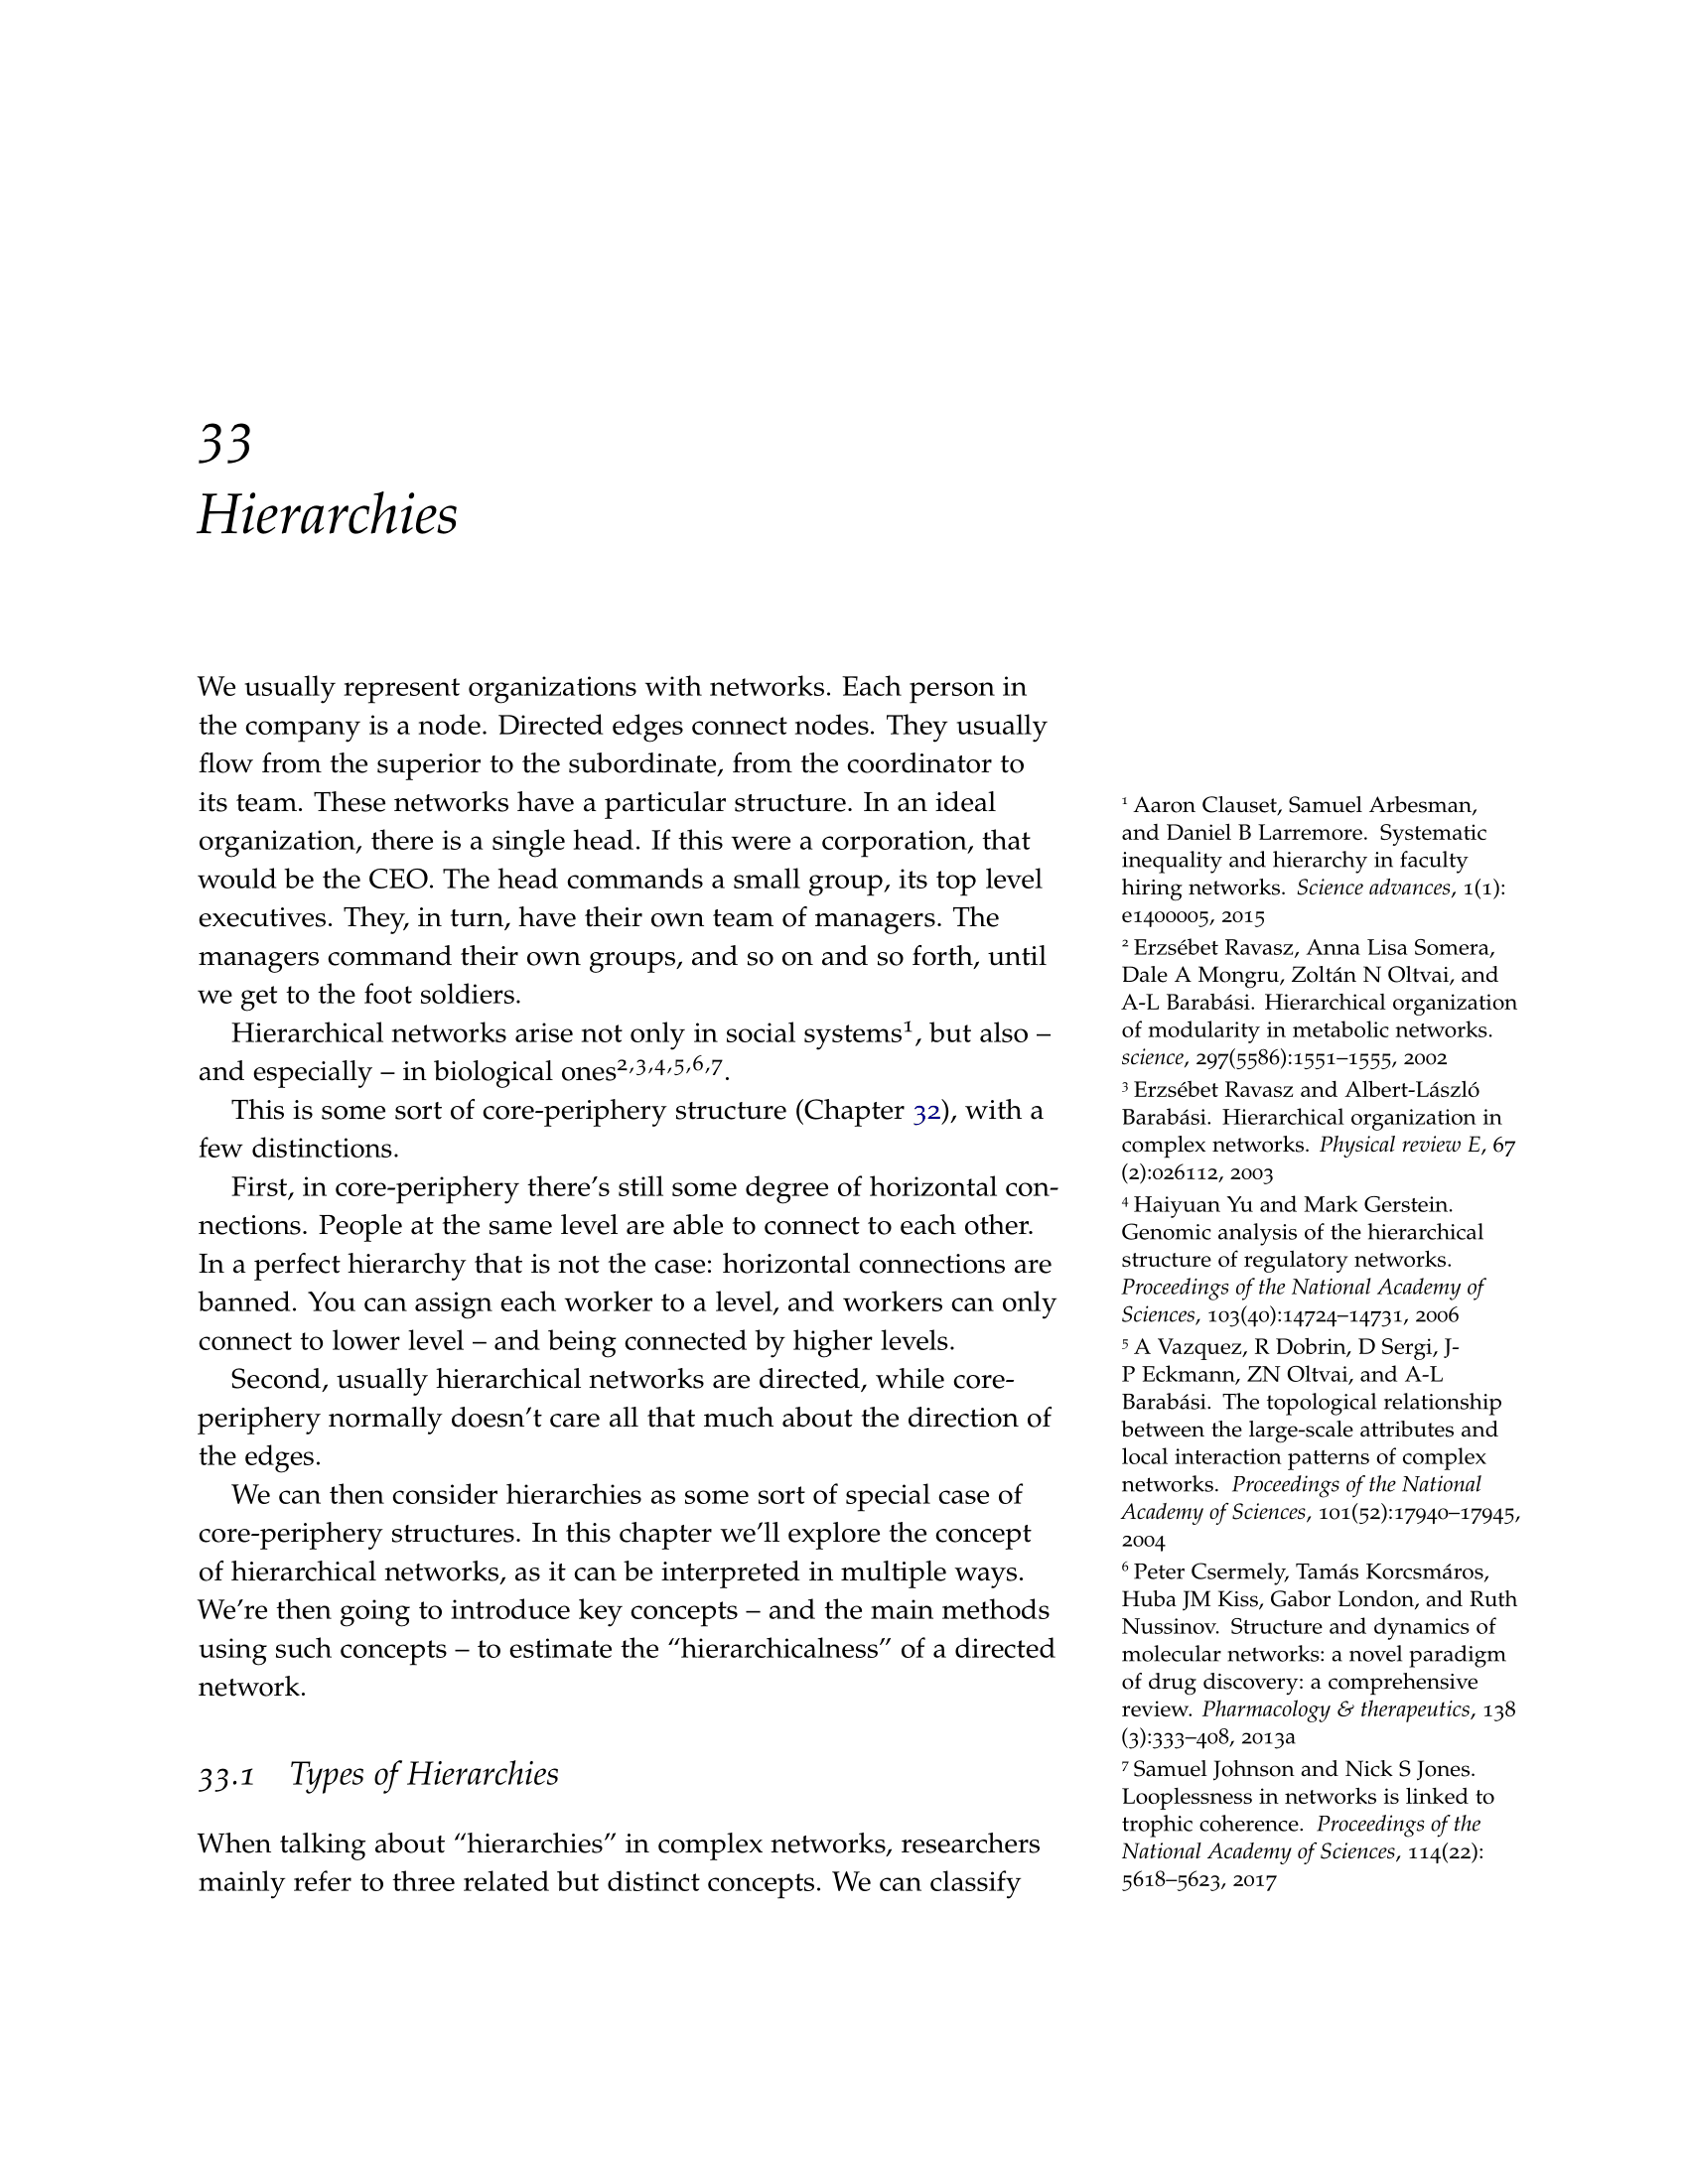 33
Hierarchies
We usually represent organizations with networks. Each person in
the company is a node. Directed edges connect nodes. They usually
flow from the superior to the subordinate, from the coordinator to
its team. These networks have a particular structure. In an ideal
organization, there is a single head. If this were a corporation, that
would be the CEO. The head commands a small group, its top level
executives. They, in turn, have their own team of managers. The
managers command their own groups, and so on and so forth, until
we get to the foot soldiers.
Hierarchical networks arise not only in social systems¹, but also –
and especially – in biological ones²,³,⁴,⁵,⁶,⁷.
This is some sort of core-periphery structure (Chapter 32), with a
few distinctions.
First, in core-periphery there's still some degree of horizontal con-
nections. People at the same level are able to connect to each other.
In a perfect hierarchy that is not the case: horizontal connections are
banned. You can assign each worker to a level, and workers can only
connect to lower level – and being connected by higher levels.
Second, usually hierarchical networks are directed, while core-
periphery normally doesn't care all that much about the direction of
the edges.
We can then consider hierarchies as some sort of special case of
core-periphery structures. In this chapter we'll explore the concept
of hierarchical networks, as it can be interpreted in multiple ways.
We're then going to introduce key concepts – and the main methods
using such concepts – to estimate the “hierarchicalness” of a directed
network.
33.1 Types of Hierarchies
When talking about “hierarchies” in complex networks, researchers
mainly refer to three related but distinct concepts. We can classify
¹ Aaron Clauset, Samuel Arbesman,
and Daniel B Larremore. Systematic
inequality and hierarchy in faculty
hiring networks. Science advances, 1(1):
e1400005, 2015
² Erzsébet Ravasz, Anna Lisa Somera,
Dale A Mongru, Zoltán N Oltvai, and
A-L Barabási. Hierarchical organization
of modularity in metabolic networks.
science, 297(5586):1551–1555, 2002
³ Erzsébet Ravasz and Albert-László
Barabási. Hierarchical organization in
complex networks. Physical review E, 67
(2):026112, 2003
⁴ Haiyuan Yu and Mark Gerstein.
Genomic analysis of the hierarchical
structure of regulatory networks.
Proceedings of the National Academy of
Sciences, 103(40):14724–14731, 2006
⁵ A Vazquez, R Dobrin, D Sergi, J-
P Eckmann, ZN Oltvai, and A-L
Barabási. The topological relationship
between the large-scale attributes and
local interaction patterns of complex
networks. Proceedings of the National
Academy of Sciences, 101(52):17940–17945,
2004
⁶ Peter Csermely, Tamás Korcsmáros,
Huba JM Kiss, Gabor London, and Ruth
Nussinov. Structure and dynamics of
molecular networks: a novel paradigm
of drug discovery: a comprehensive
review. Pharmacology & therapeutics, 138
(3):333–408, 2013a
⁷ Samuel Johnson and Nick S Jones.
Looplessness in networks is linked to
trophic coherence. Proceedings of the
National Academy of Sciences, 114(22):
5618–5623, 2017